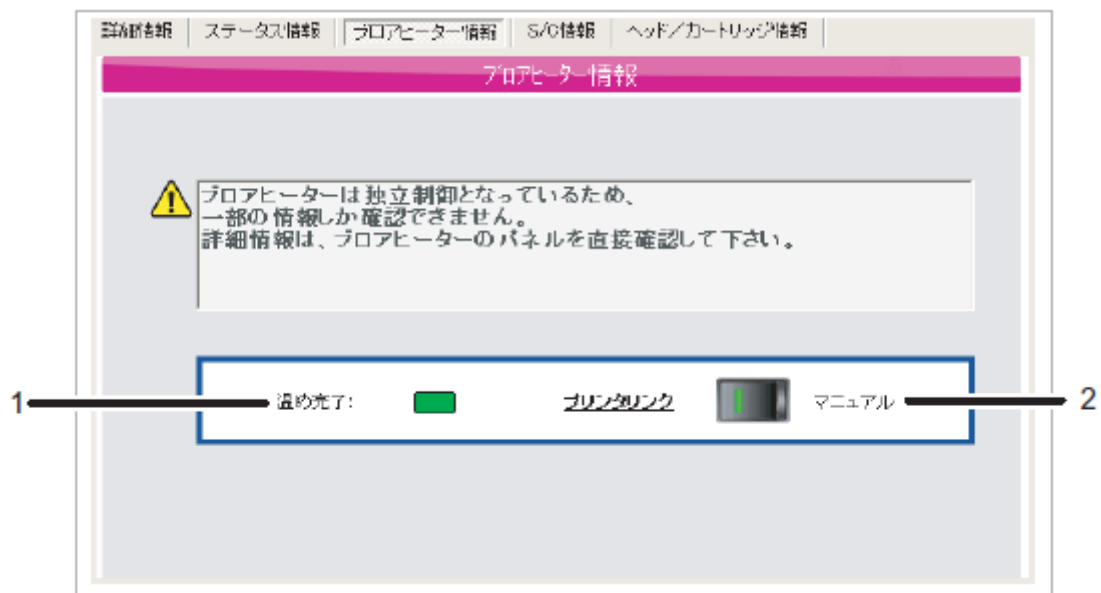 詳細情報 ステータス情報 ブロアヒーター情報 S/C情報 ヘッド/カートリッジ情報
ブロアヒーター情報
ブロアヒーターは独立制御となっているため、
一部の情報しか確認できません。
詳細情報は、ブロアヒーターのパネルを直接確認して下さい。
1 温め完了: プリンタリンク マニュアル 2